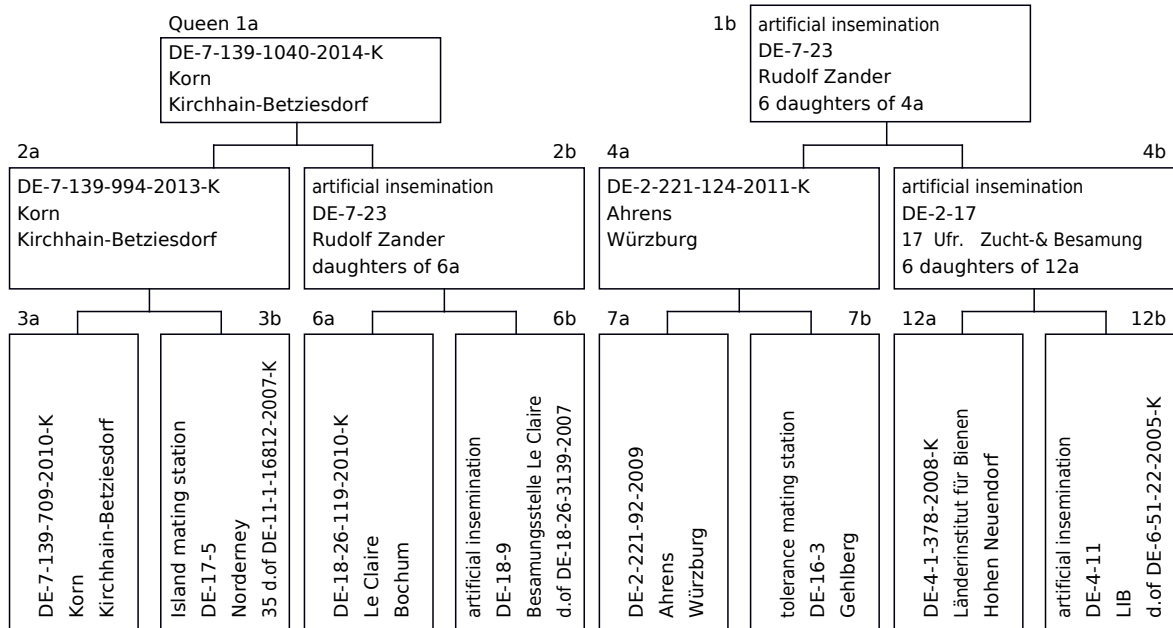 Queen 1a
DE-7-139-1040-2014-K
Korn
Kirchhain-Betziesdorf
1b
artificial insemination
DE-7-23
Rudolf Zander
6 daughters of 4a
2a
DE-7-139-994-2013-K
Korn
Kirchhain-Betziesdorf
2b
artificial insemination
DE-7-23
Rudolf Zander
daughters of 6a
4a
DE-2-221-124-2011-K
Ahrens
Würzburg
4b
artificial insemination
DE-2-17
17 Ufr. Zucht-& Besamung
6 daughters of 12a
3a
DE-7-139-709-2010-K
Korn
Kirchhain-Betziesdorf
3b
Island mating station
DE-17-5
Norderney
35 d.of DE-11-1-16812-2007-K
6a
DE-18-26-119-2010-K
Le Claire
Bochum
6b
artificial insemination
DE-18-9
Besamungsstelle Le Claire
d.of DE-18-26-3139-2007
7a
DE-2-221-92-2009
Ahrens
Würzburg
7b
tolerance mating station
DE-16-3
Gehlberg
12a
DE-4-1-378-2008-K
Länderinstitut für Bienen
Hohen Neuendorf
12b
artificial insemination
DE-4-11
LIB
d.of DE-6-51-22-2005-K